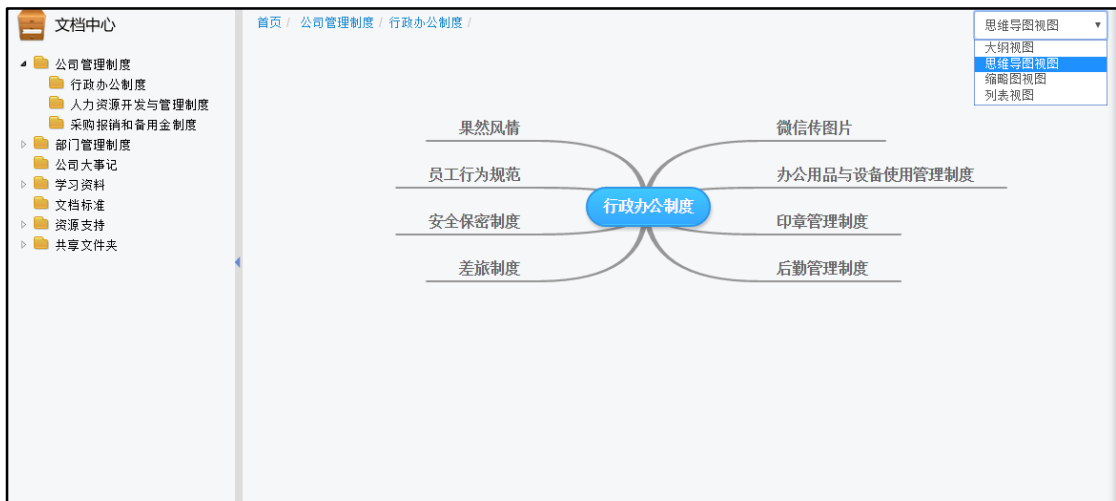 文档中心
首页 / 公司管理制度 / 行政办公制度 /
思维导图视图
大纲视图
思维导图视图
缩略图视图
列表视图
公司管理制度
行政办公制度
人力资源开发与管理制度
采购报销和备用金制度
部门管理制度
公司大事记
学习资料
文档标准
资源支持
共享文件夹
果然风情
员工行为规范
安全保密制度
差旅制度
行政办公制度
微信传图片
办公用品与设备使用管理制度
印章管理制度
后勤管理制度